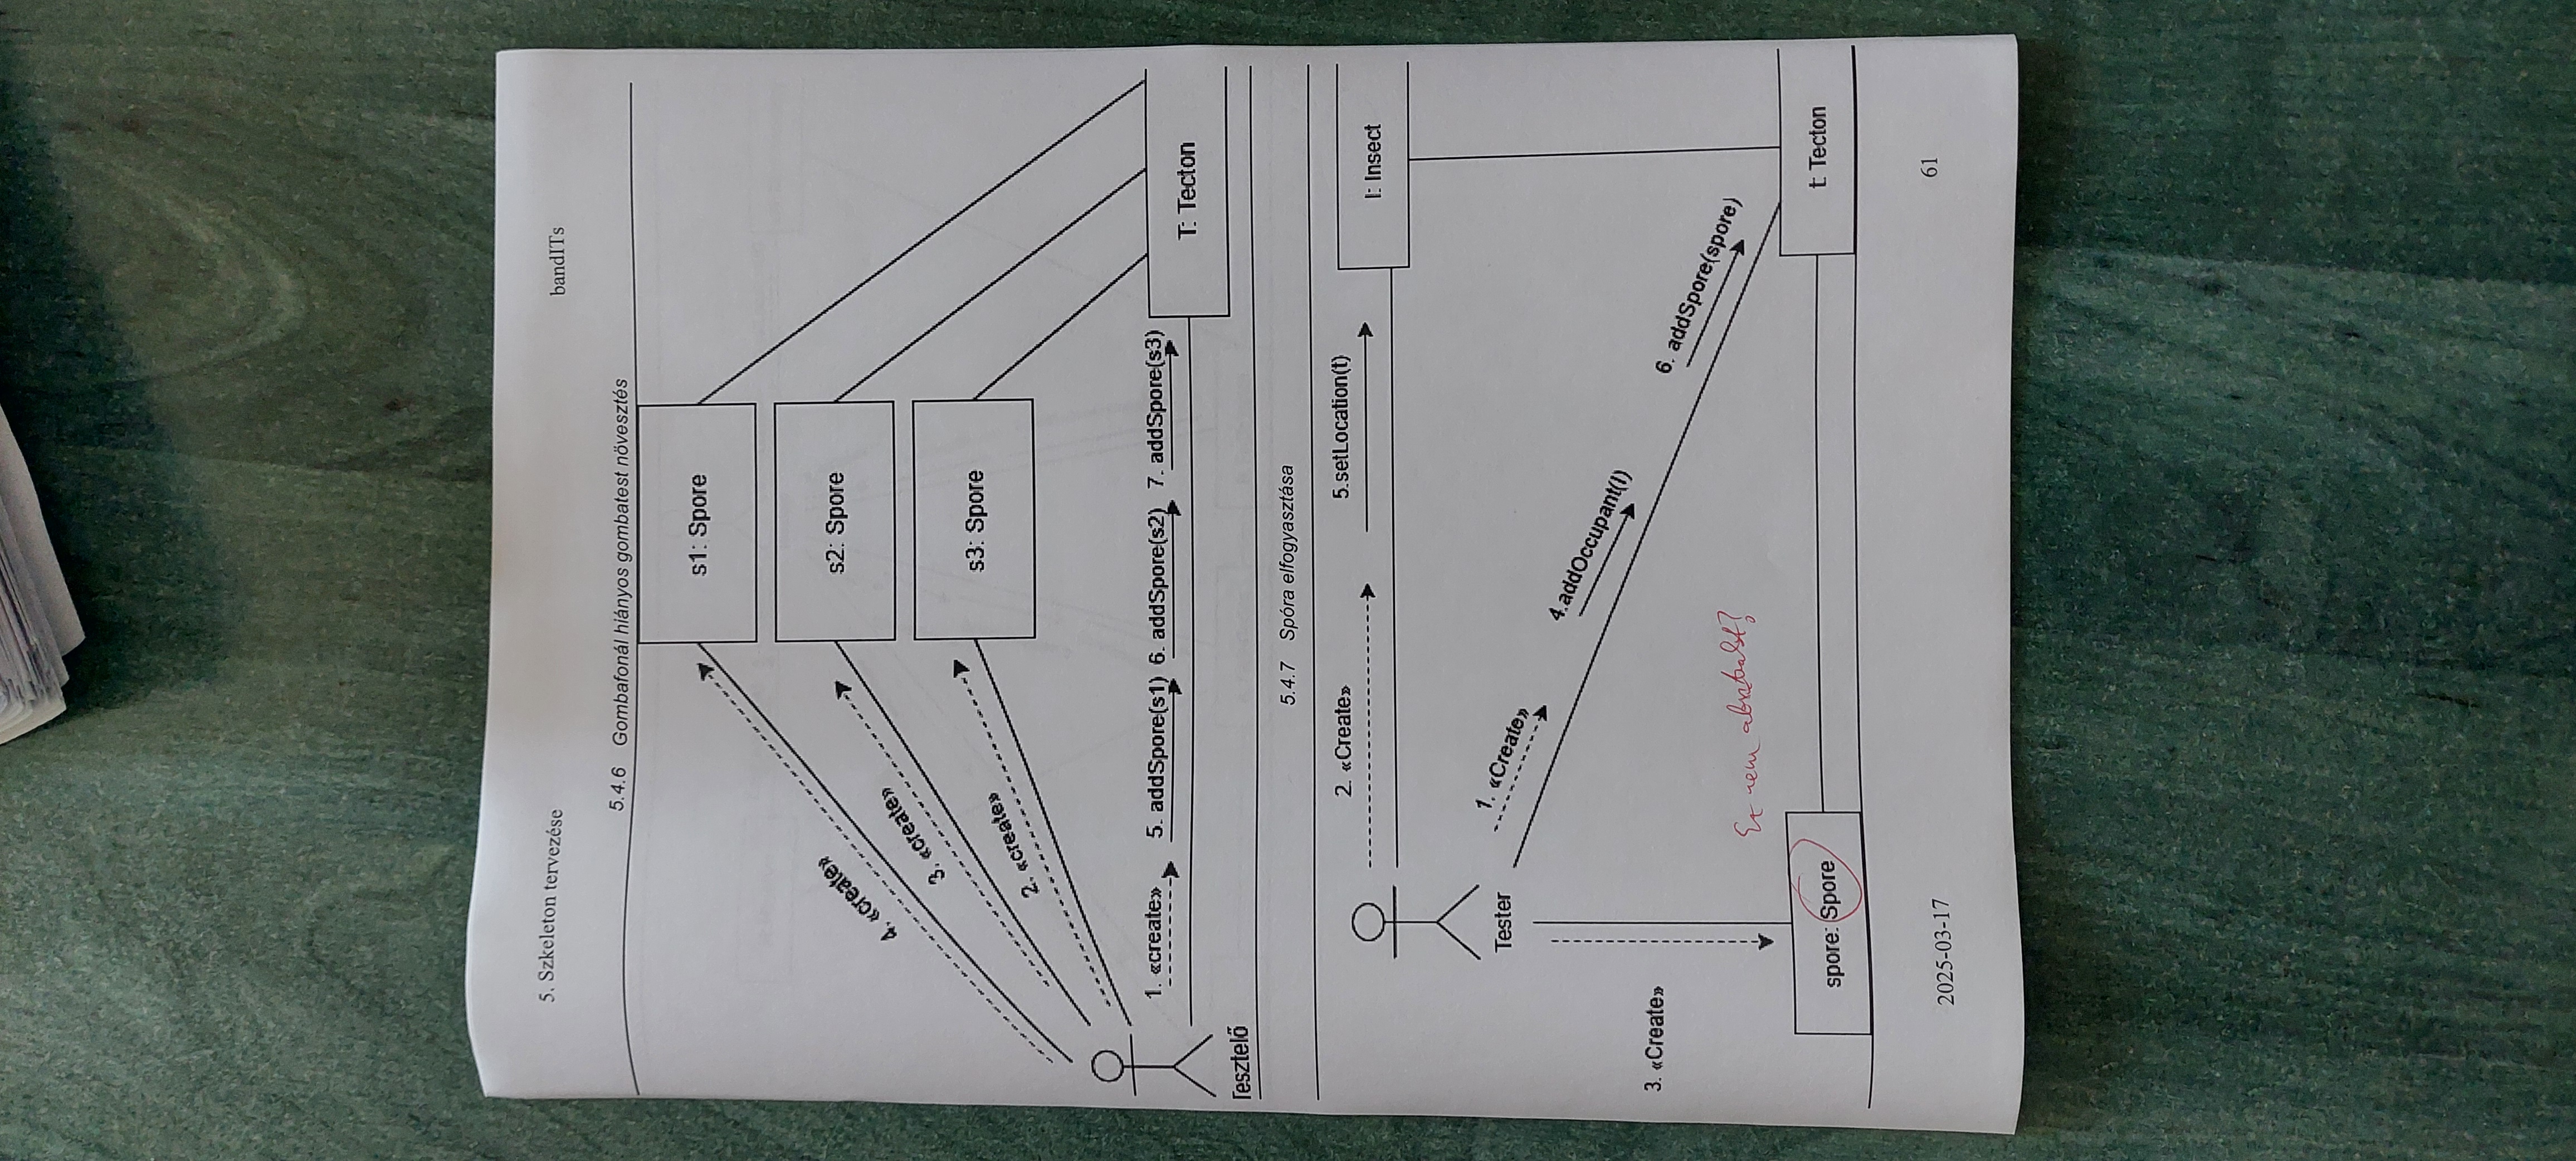 5. Szkeleton tervezése
bandITs
5.4.6 Gombafonál hiányos gombatest növesztés
s1: Spore
s2: Spore
s3: Spore
4. «create»
3. «create»
2. «create»
1. «create»
5. addSpore(s1)
6. addSpore(s2)
7. addSpore(s3)
T: Tecton
Tesztelő
5.4.7 Spóra elfogyasztása
2. «Create»
5.setLocation(t)
I: Insect
Tester
1. «Create»
4.addOccupant(I)
6. addSpore(spore)
3. «Create»
Ez nem absztrakt?
spore: Spore
t: Tecton
2025-03-17
61